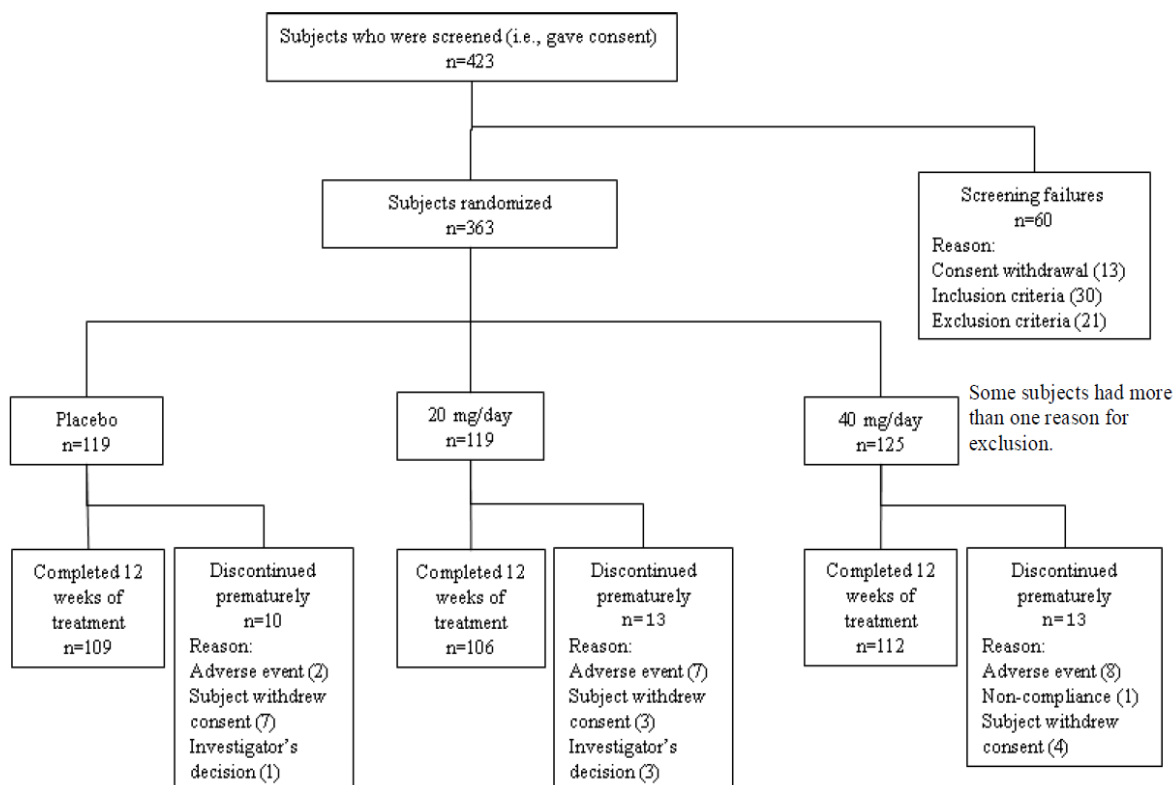 Subjects who were screened (i.e., gave consent)
n=423
Subjects randomized
n=363
Screening failures
n=60
Reason:
Consent withdrawal (13)
Inclusion criteria (30)
Exclusion criteria (21)
Some subjects had more
than one reason for
exclusion.
Placebo
n=119
20 mg/day
n=119
40 mg/day
n=125
Completed 12
weeks of
treatment
n=109
Discontinued
prematurely
n=10
Reason:
Adverse event (2)
Subject withdrew
consent (7)
Investigator's
decision (1)
Completed 12
weeks of
treatment
n=106
Discontinued
prematurely
n=13
Reason:
Adverse event (7)
Subject withdrew
consent (3)
Investigator's
decision (3)
Completed 12
weeks of
treatment
n=112
Discontinued
prematurely
n=13
Reason:
Adverse event (8)
Non-compliance (1)
Subject withdrew
consent (4)